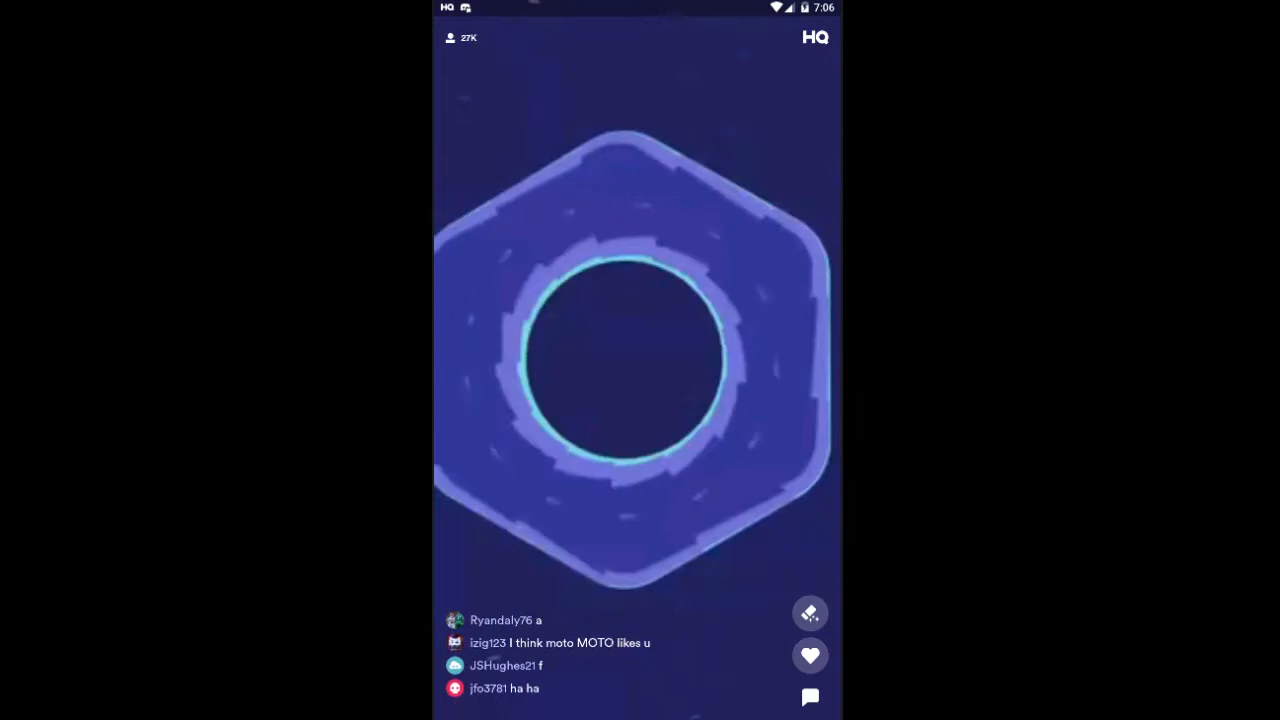 HQ 7:06
27K HQ
Ryandaly76 a
izig123 I think moto MOTO likes u
JSHughes21 f
jfo3781 ha ha